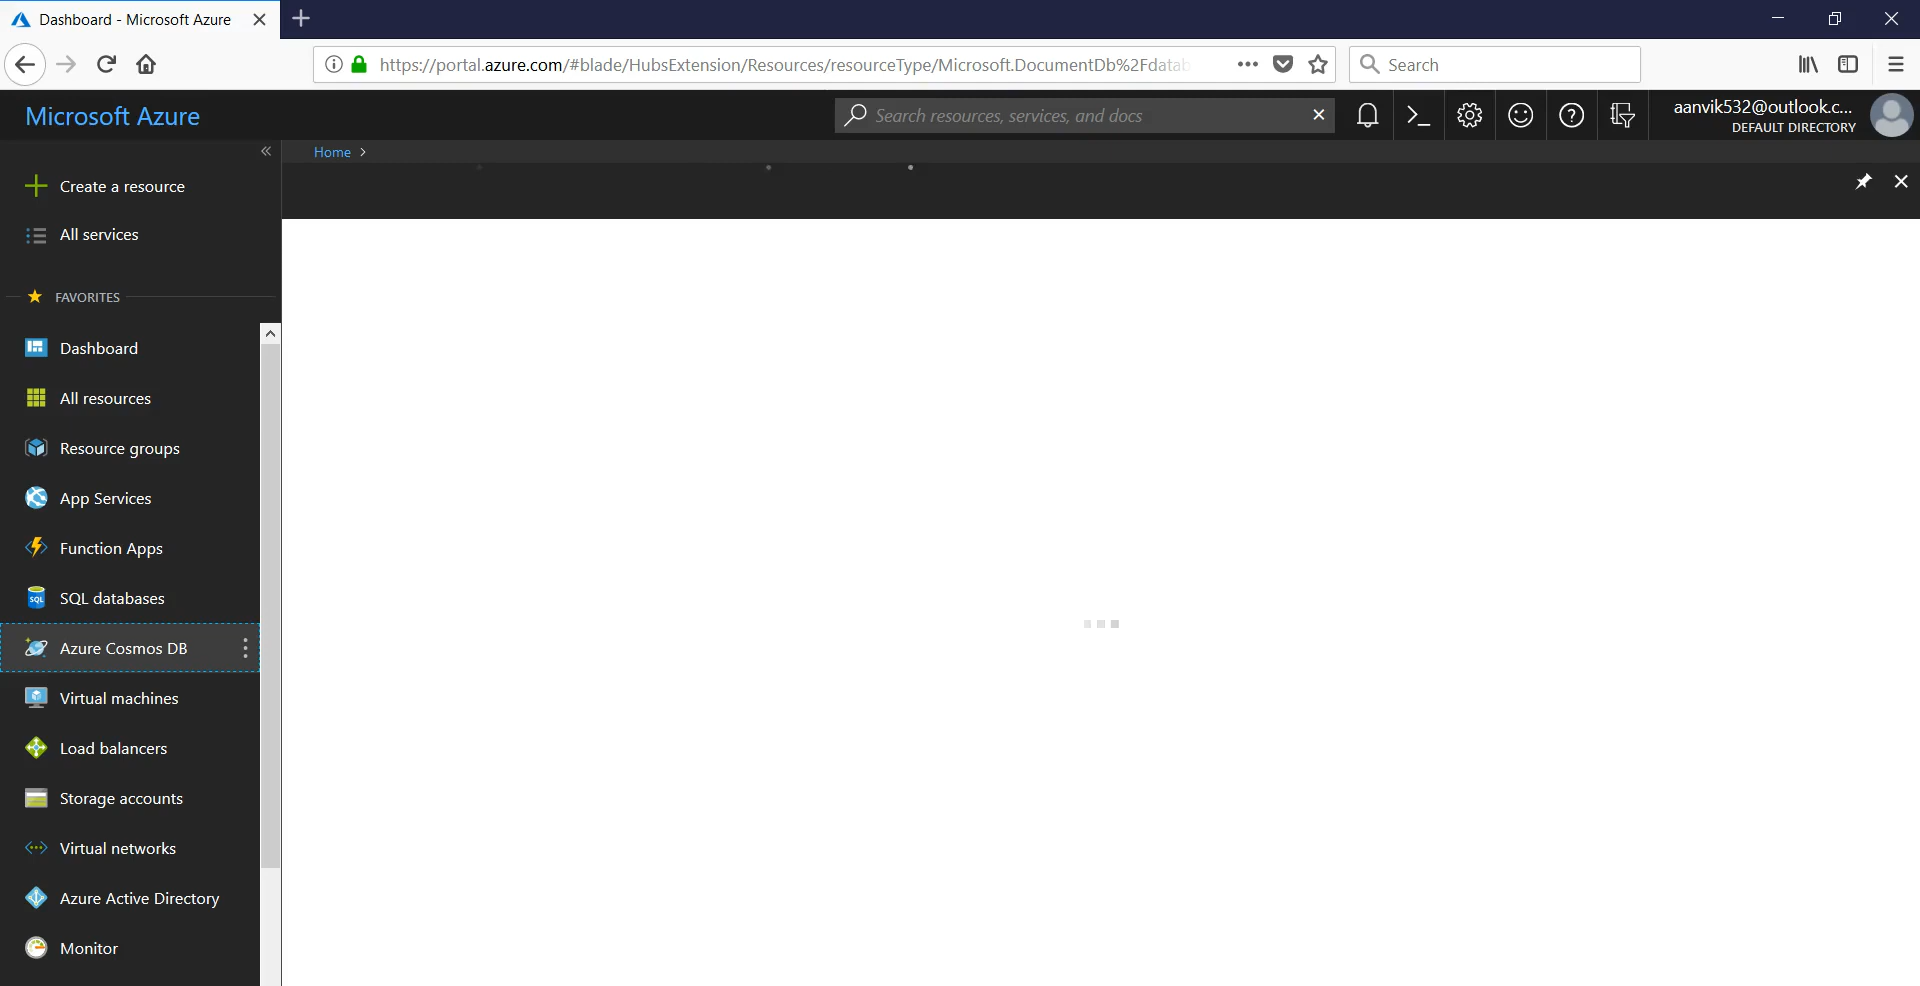 Dashboard - Microsoft Azure
https://portal.azure.com/#blade/HubsExtension/Resources/resourceType/Microsoft.DocumentDb%2Fdatab
Search
Microsoft Azure
Search resources, services, and docs
aanvik532@outlook.c...
DEFAULT DIRECTORY
Home
Create a resource
All services
FAVORITES
Dashboard
All resources
Resource groups
App Services
Function Apps
SQL databases
Azure Cosmos DB
Virtual machines
Load balancers
Storage accounts
Virtual networks
Azure Active Directory
Monitor